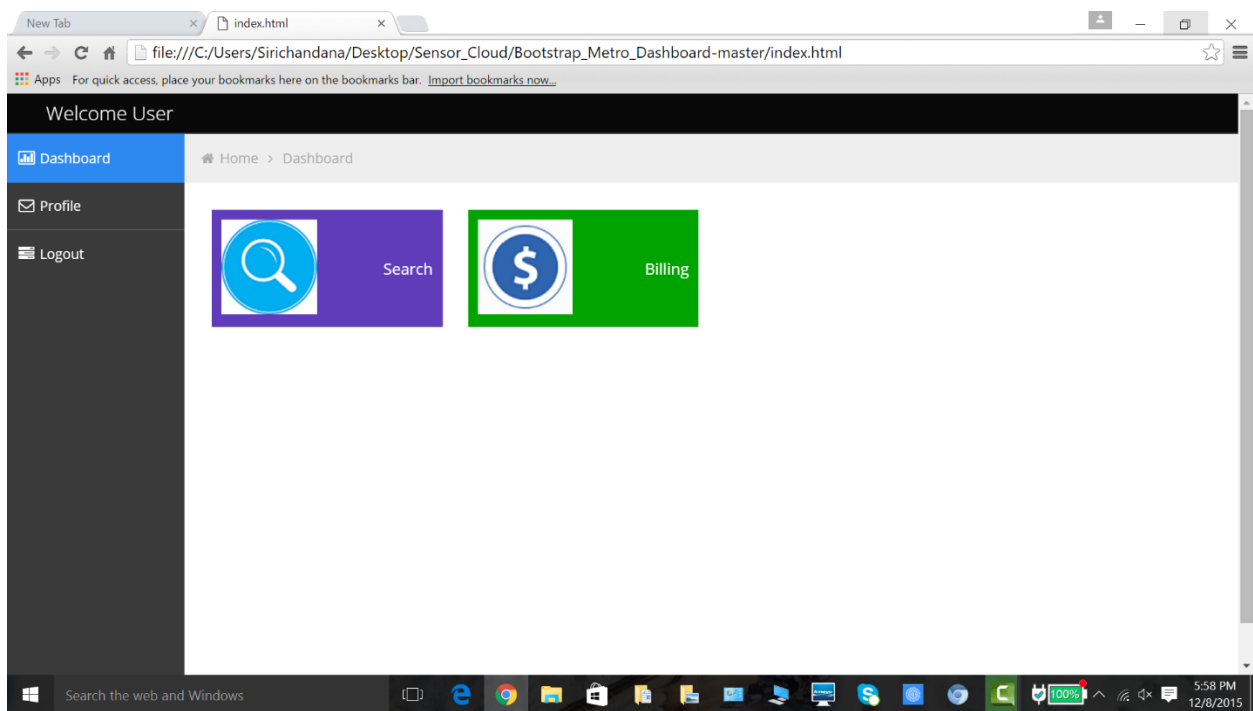 New Tab
index.html
file:///C:/Users/Sirichandana/Desktop/Sensor_Cloud/Bootstrap_Metro_Dashboard-master/index.html
Apps For quick access, place your bookmarks here on the bookmarks bar. Import bookmarks now...
Welcome User
Dashboard
Home > Dashboard
Profile
Logout
Search
$
Billing
Search the web and Windows
100%
5:58 PM
12/8/2015